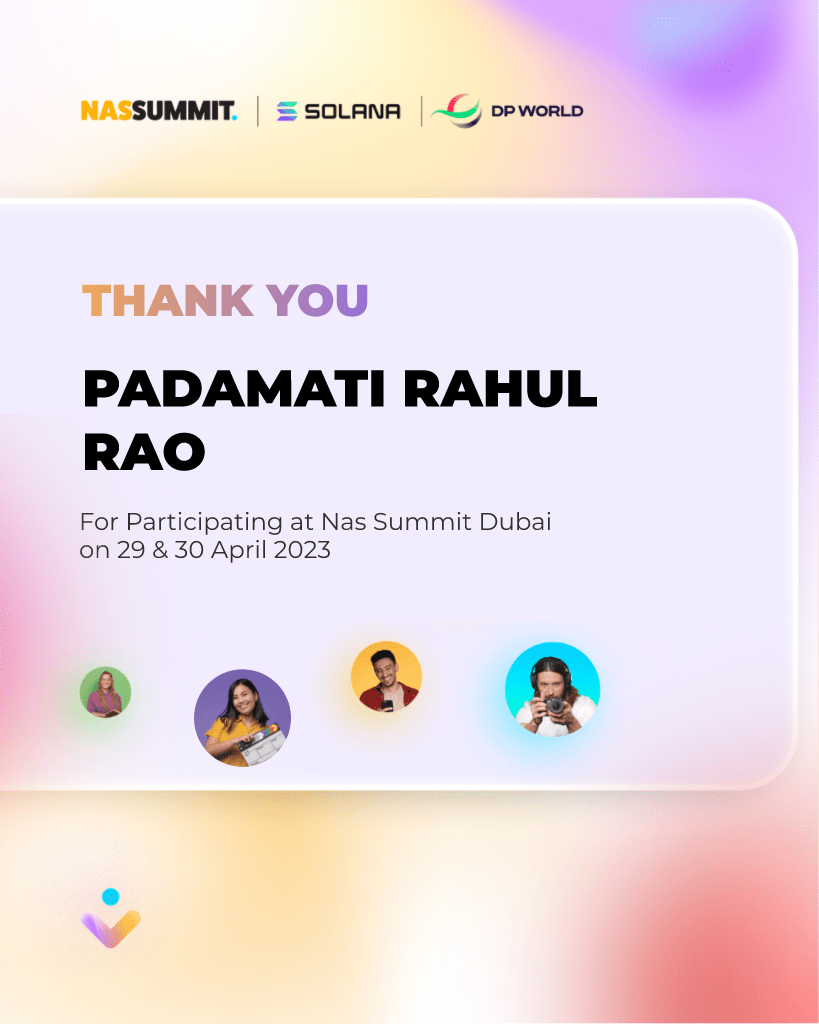 NASSUMMIT. SOLANA DP WORLD
THANK YOU
PADAMATI RAHUL
RAO
For Participating at Nas Summit Dubai
on 29 & 30 April 2023